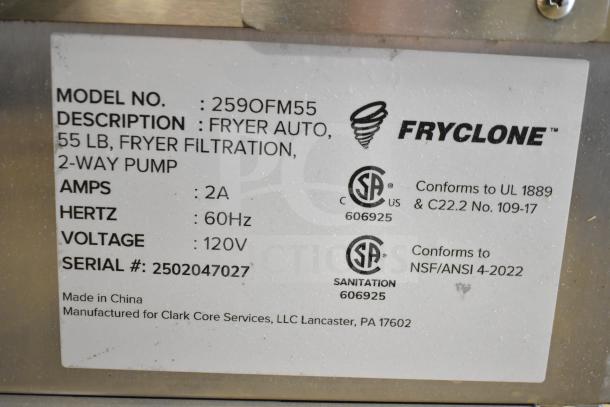 MODEL NO. : 259OFM55
DESCRIPTION : FRYER AUTO,
55 LB, FRYER FILTRATION,
2-WAY PUMP
AMPS : 2A
HERTZ : 60Hz
VOLTAGE : 120V
SERIAL #: 2502047027
Made in China
Manufactured for Clark Core Services, LLC Lancaster, PA 17602
FRYCLONE™
C SA® US
606925
Conforms to UL 1889
& C22.2 No. 109-17
SA®
SANITATION
606925
Conforms to
NSF/ANSI 4-2022